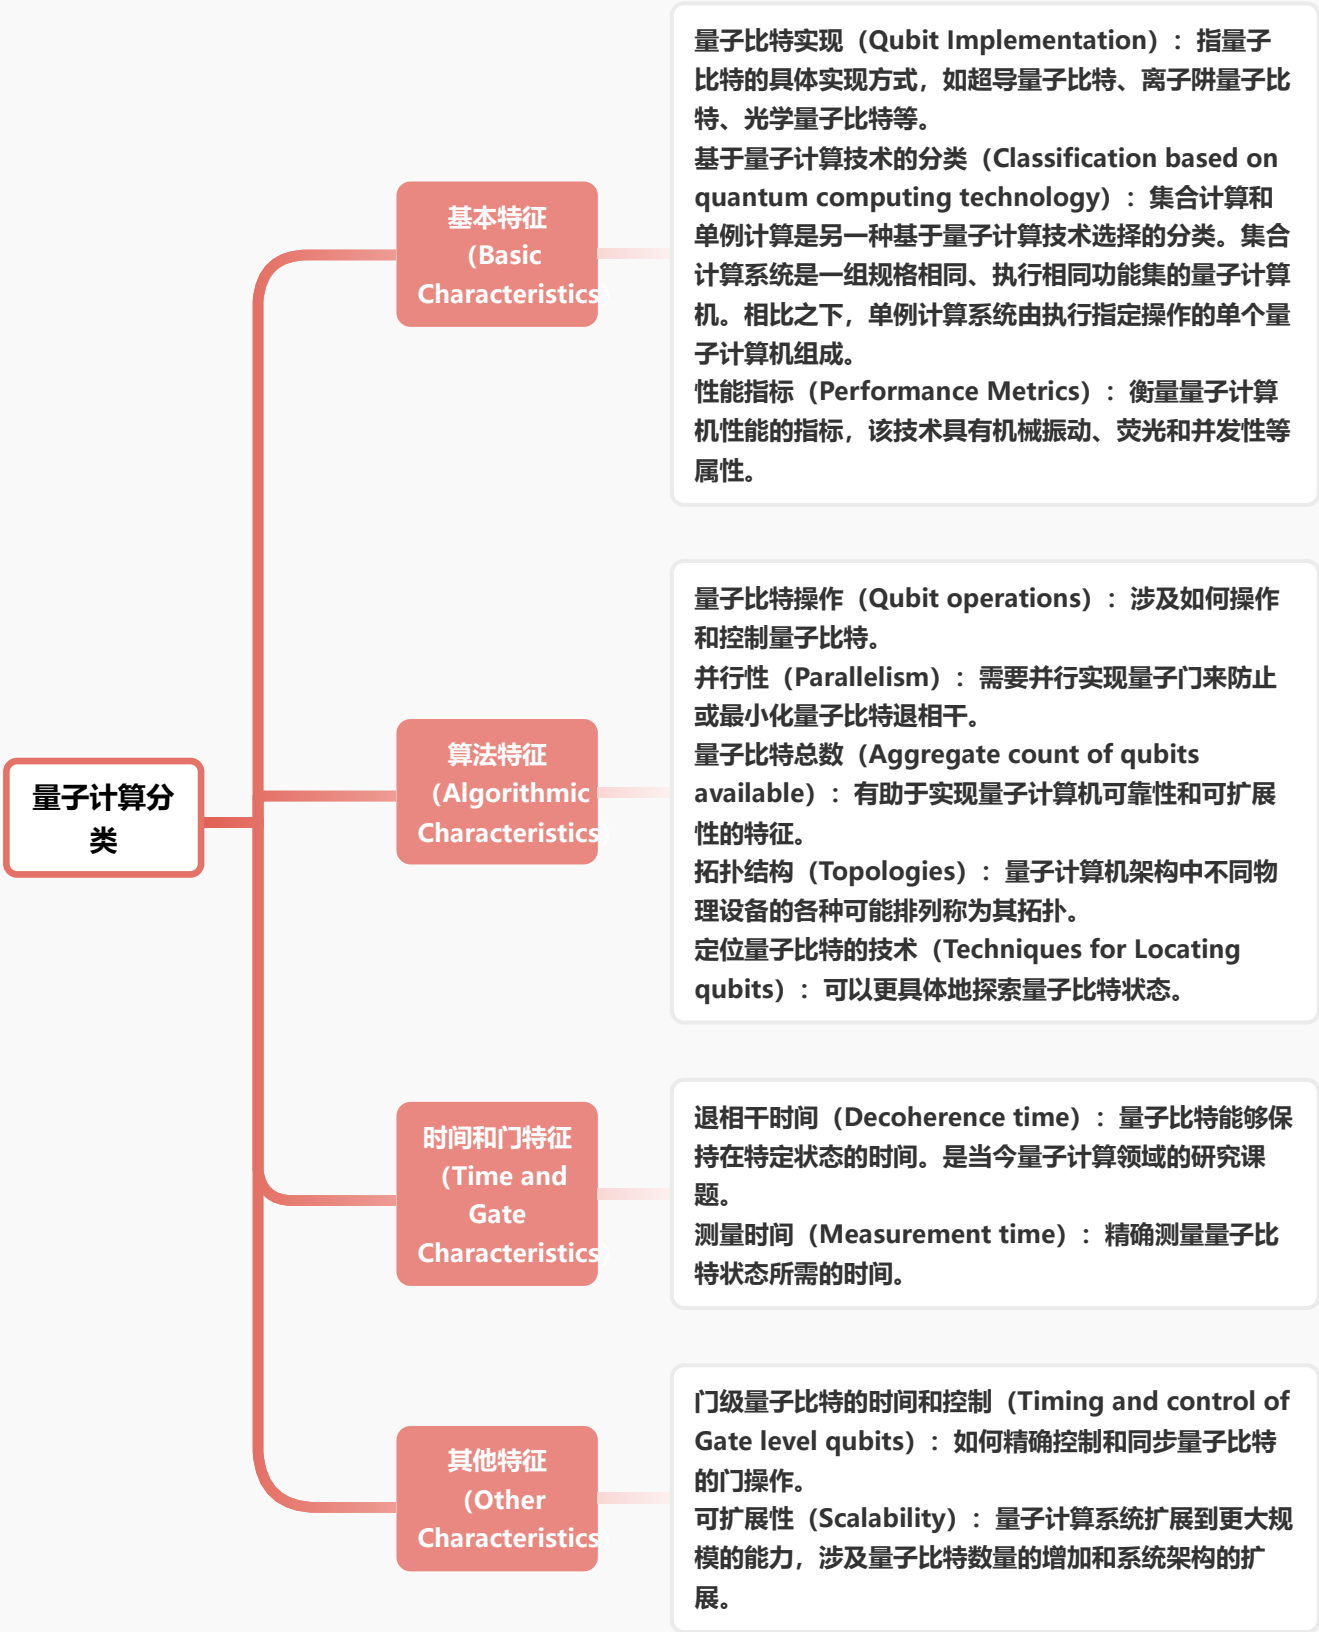 量子计算分
类
基本特征
（Basic
Characteristics）
量子比特实现（Qubit Implementation）：指量子
比特的具体实现方式，如超导量子比特、离子阱量子比
特、光学量子比特等。
基于量子计算技术的分类（Classification based on
quantum computing technology）：集合计算和
单例计算是另一种基于量子计算技术选择的分类。集合
计算系统是一组规格相同、执行相同功能集的量子计算
机。相比之下，单例计算系统由执行指定操作的单个量
子计算机组成。
性能指标（Performance Metrics）：衡量量子计算
机性能的指标，该技术具有机械振动、荧光和并发性等
属性。
算法特征
（Algorithmic
Characteristics）
量子比特操作（Qubit operations）：涉及如何操作
和控制量子比特。
并行性（Parallelism）：需要并行实现量子门来防止
或最小化量子比特退相干。
量子比特总数（Aggregate count of qubits
available）：有助于实现量子计算机可靠性和可扩展
性的特征。
拓扑结构（Topologies）：量子计算机架构中不同物
理设备的各种可能排列称为其拓扑。
定位量子比特的技术（Techniques for Locating
qubits）：可以更具体地探索量子比特状态。
时间和门特征
（Time and
Gate
Characteristics）
退相干时间（Decoherence time）：量子比特能够保
持在特定状态的时间。是当今量子计算领域的研究课
题。
测量时间（Measurement time）：精确测量量子比
特状态所需的时间。
其他特征
（Other
Characteristics）
门级量子比特的时间和控制（Timing and control of
Gate level qubits）：如何精确控制和同步量子比特
的门操作。
可扩展性（Scalability）：量子计算系统扩展到更大规
模的能力，涉及量子比特数量的增加和系统架构的扩
展。